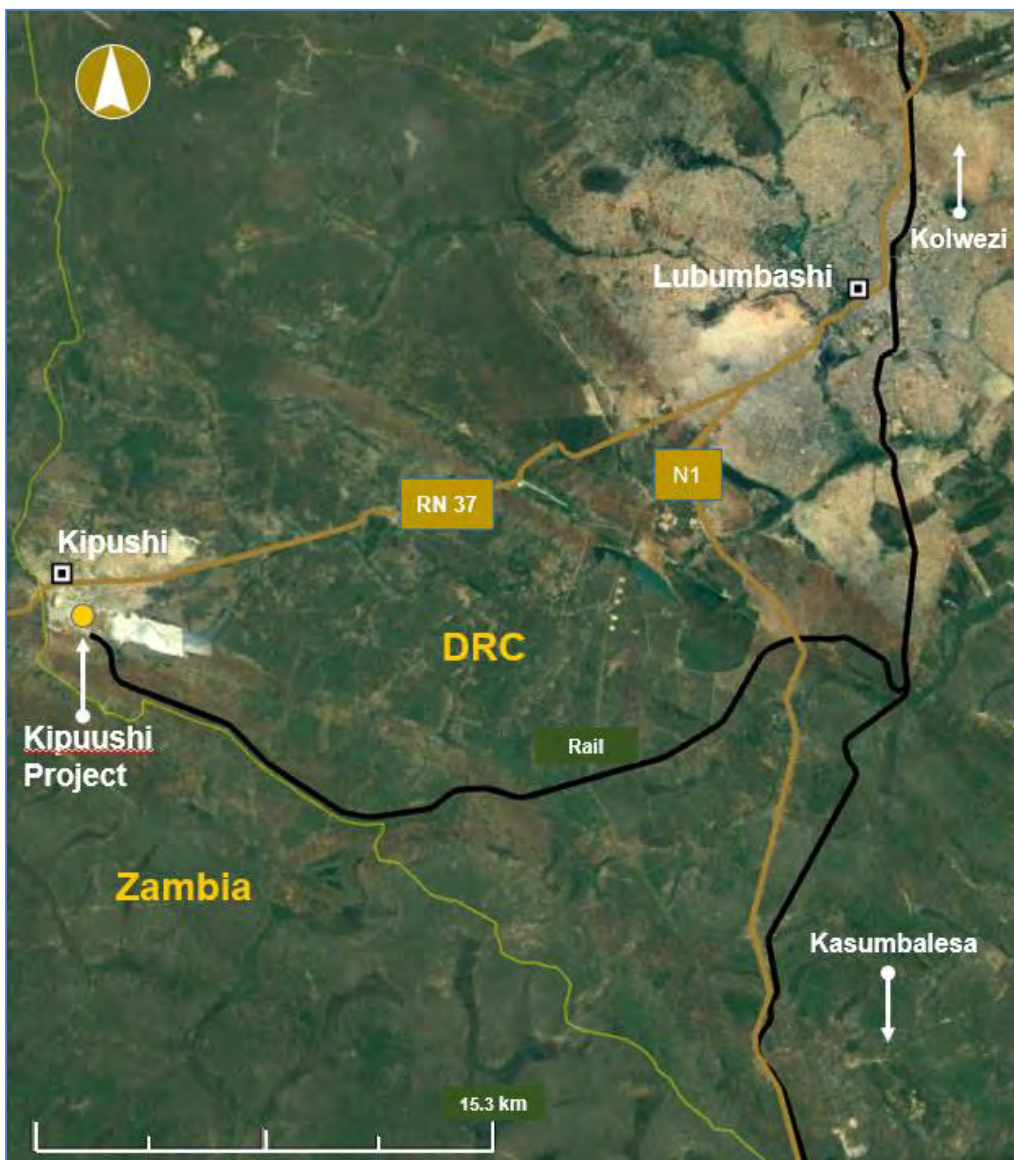 Kolwezi
Lubumbashi
N1
RN 37
Kipushi
DRC
Kipuushi
Project
Rail
Zambia
Kasumbalesa
15.3 km